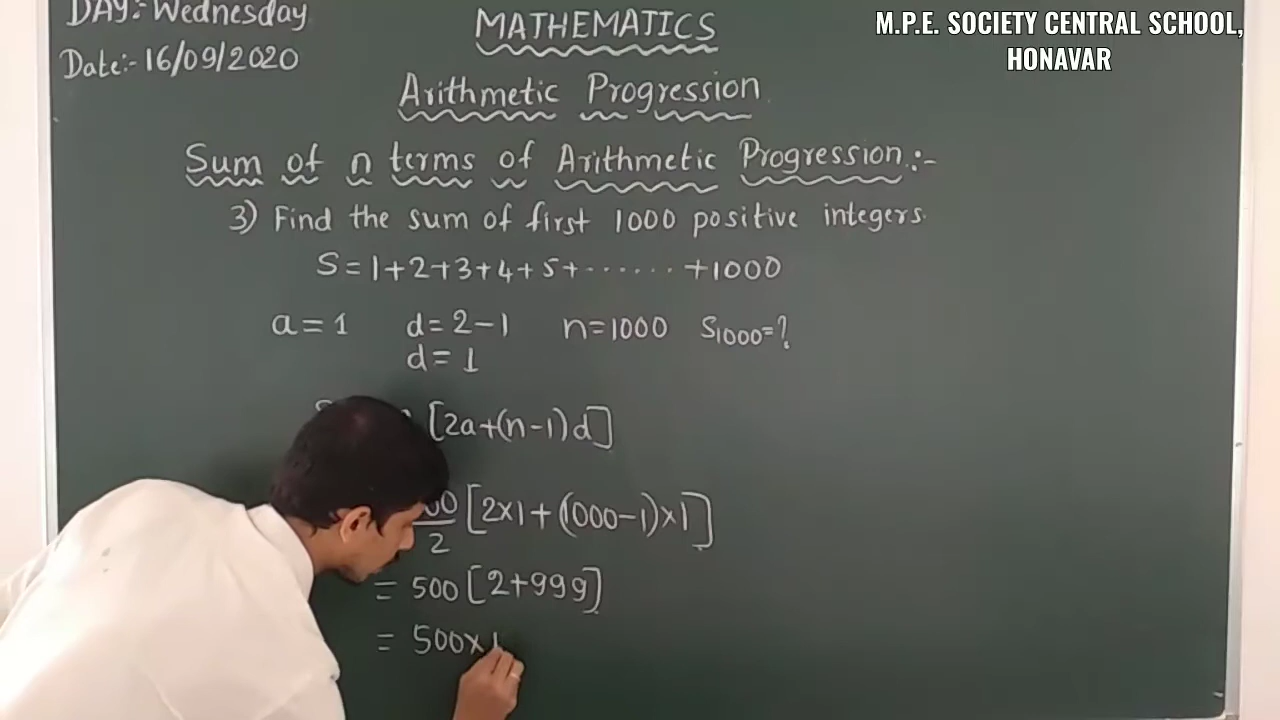 DAY:- Wednesday
Date:- 16/09/2020
MATHEMATICS
M.P.E. SOCIETY CENTRAL SCHOOL,
HONAVAR
Arithmetic Progression
Sum of n terms of Arithmetic Progression:-
3) Find the sum of first 1000 positive integers.
S=1+2+3+4+5+.......+1000
a=1 d=2-1 n=1000 S1000=?
d=1
[2a+(n-1)d]
2 [2×1+(1000-1)×1]
= 500[2+999]
= 500×1